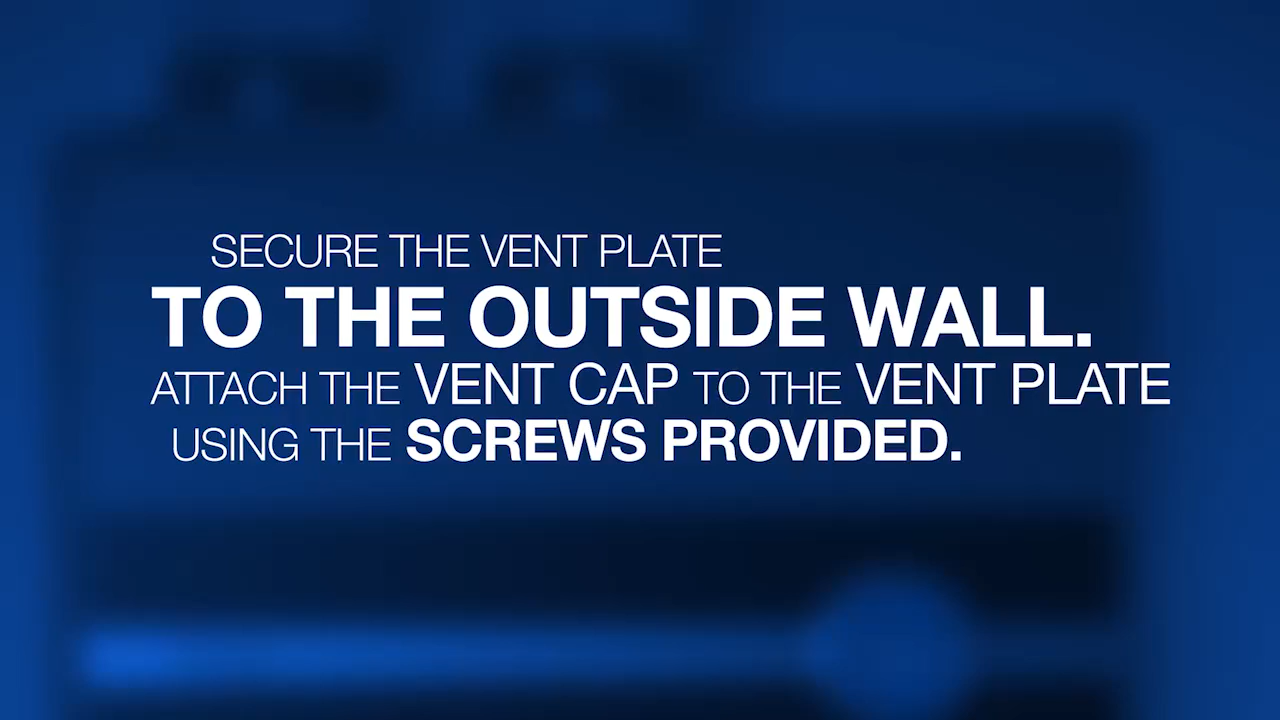 SECURE THE VENT PLATE
TO THE OUTSIDE WALL.
ATTACH THE VENT CAP TO THE VENT PLATE
USING THE SCREWS PROVIDED.